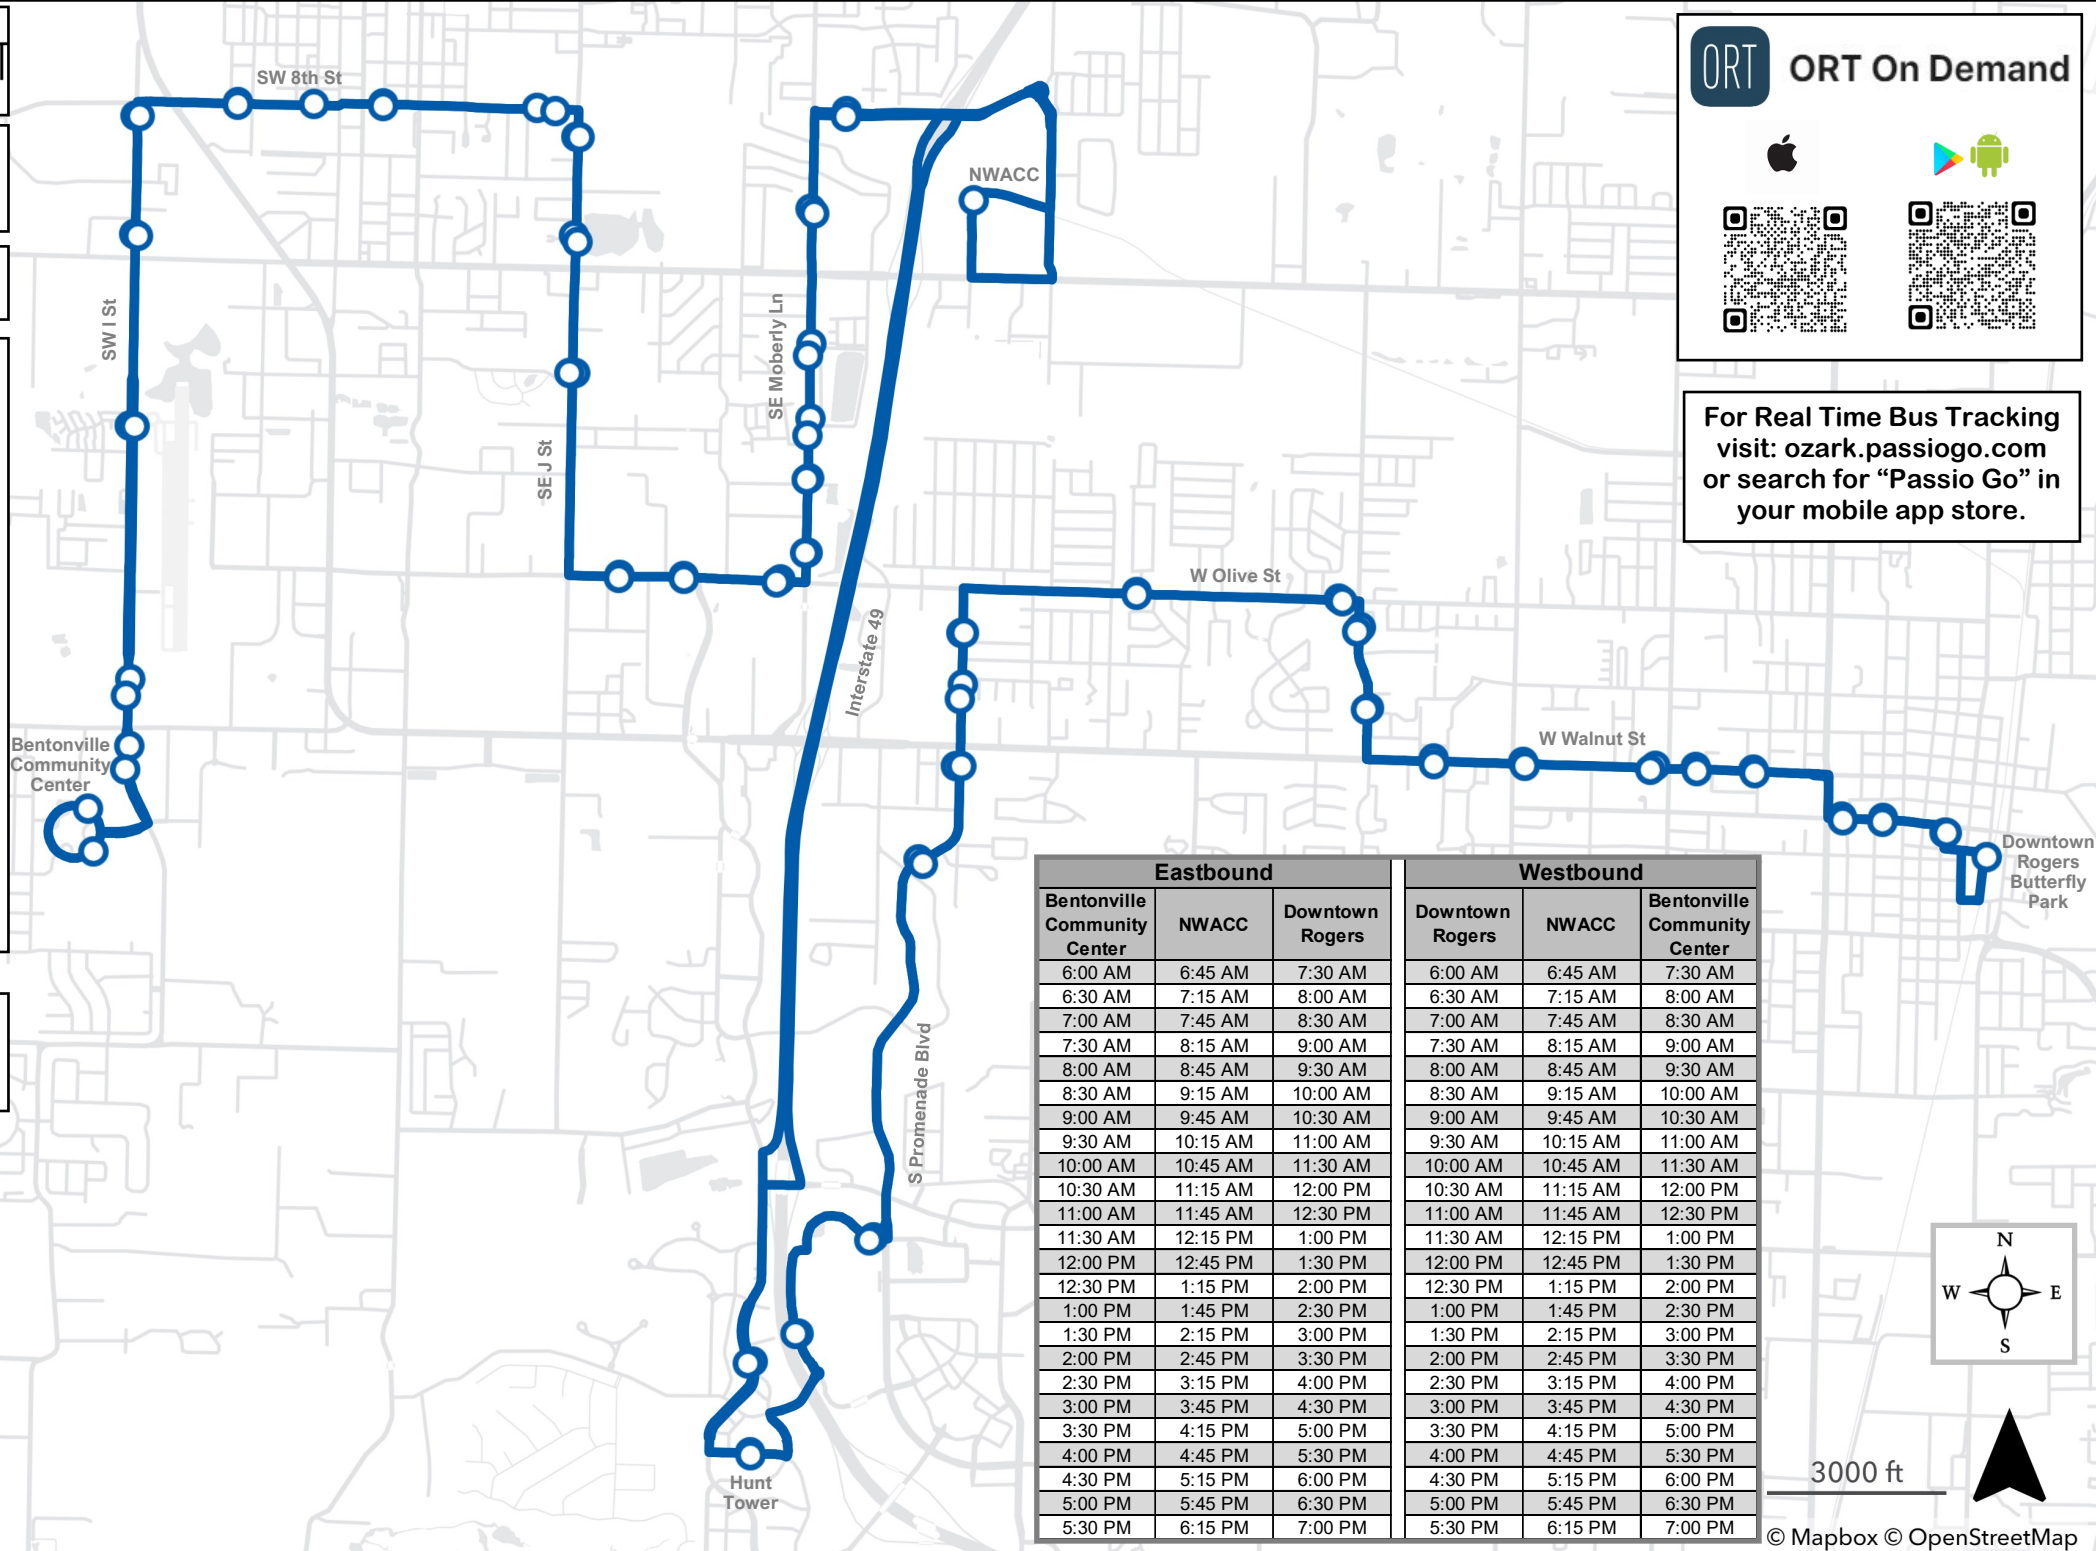 ORT
ORT On Demand
For Real Time Bus Tracking
visit: ozark.passiogo.com
or search for “Passio Go” in
your mobile app store.
SW 8th St
NWACC
SW I St
SE Moberly Ln
SE J St
W Olive St
Interstate 49
W Walnut St
Bentonville
Community
Center
Downtown
Rogers
Butterfly
Park
S Promenade Blvd
Hunt
Tower
Eastbound Westbound
Bentonville Community Center NWACC Downtown Rogers Downtown Rogers NWACC Bentonville Community Center
6:00 AM 6:45 AM 7:30 AM 6:00 AM 6:45 AM 7:30 AM
6:30 AM 7:15 AM 8:00 AM 6:30 AM 7:15 AM 8:00 AM
7:00 AM 7:45 AM 8:30 AM 7:00 AM 7:45 AM 8:30 AM
7:30 AM 8:15 AM 9:00 AM 7:30 AM 8:15 AM 9:00 AM
8:00 AM 8:45 AM 9:30 AM 8:00 AM 8:45 AM 9:30 AM
8:30 AM 9:15 AM 10:00 AM 8:30 AM 9:15 AM 10:00 AM
9:00 AM 9:45 AM 10:30 AM 9:00 AM 9:45 AM 10:30 AM
9:30 AM 10:15 AM 11:00 AM 9:30 AM 10:15 AM 11:00 AM
10:00 AM 10:45 AM 11:30 AM 10:00 AM 10:45 AM 11:30 AM
10:30 AM 11:15 AM 12:00 PM 10:30 AM 11:15 AM 12:00 PM
11:00 AM 11:45 AM 12:30 PM 11:00 AM 11:45 AM 12:30 PM
11:30 AM 12:15 PM 1:00 PM 11:30 AM 12:15 PM 1:00 PM
12:00 PM 12:45 PM 1:30 PM 12:00 PM 12:45 PM 1:30 PM
12:30 PM 1:15 PM 2:00 PM 12:30 PM 1:15 PM 2:00 PM
1:00 PM 1:45 PM 2:30 PM 1:00 PM 1:45 PM 2:30 PM
1:30 PM 2:15 PM 3:00 PM 1:30 PM 2:15 PM 3:00 PM
2:00 PM 2:45 PM 3:30 PM 2:00 PM 2:45 PM 3:30 PM
2:30 PM 3:15 PM 4:00 PM 2:30 PM 3:15 PM 4:00 PM
3:00 PM 3:45 PM 4:30 PM 3:00 PM 3:45 PM 4:30 PM
3:30 PM 4:15 PM 5:00 PM 3:30 PM 4:15 PM 5:00 PM
4:00 PM 4:45 PM 5:30 PM 4:00 PM 4:45 PM 5:30 PM
4:30 PM 5:15 PM 6:00 PM 4:30 PM 5:15 PM 6:00 PM
5:00 PM 5:45 PM 6:30 PM 5:00 PM 5:45 PM 6:30 PM
5:30 PM 6:15 PM 7:00 PM 5:30 PM 6:15 PM 7:00 PM
N
W E
S
3000 ft
© Mapbox © OpenStreetMap